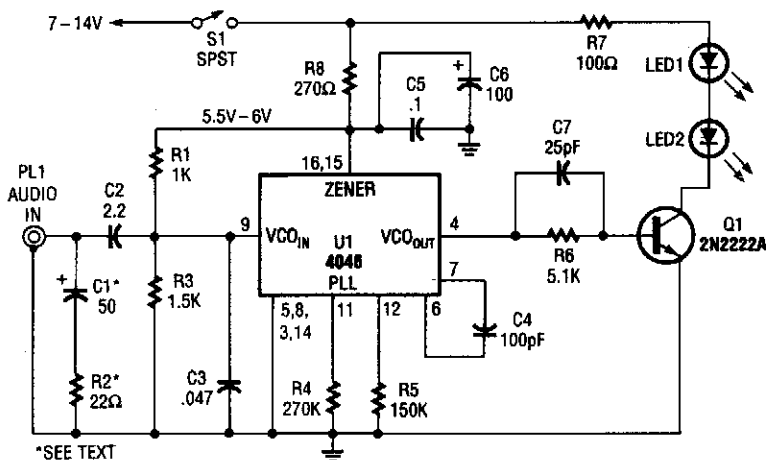 7–14V
S1
SPST
R7
100Ω
LED1
LED2
R8
270Ω
C5
.1
+
C6
100
5.5V–6V
C7
25pF
R1
1K
16,15
ZENER
PL1
AUDIO
IN
C2
2.2
9
VCOIN
U1
4046
PLL
VCOOUT
4
R6
5.1K
Q1
2N2222A
7
+
C1*
50
R3
1.5K
5,8,
3,14
11
12
6
C4
100pF
R2*
22Ω
C3
.047
R4
270K
R5
150K
*SEE TEXT